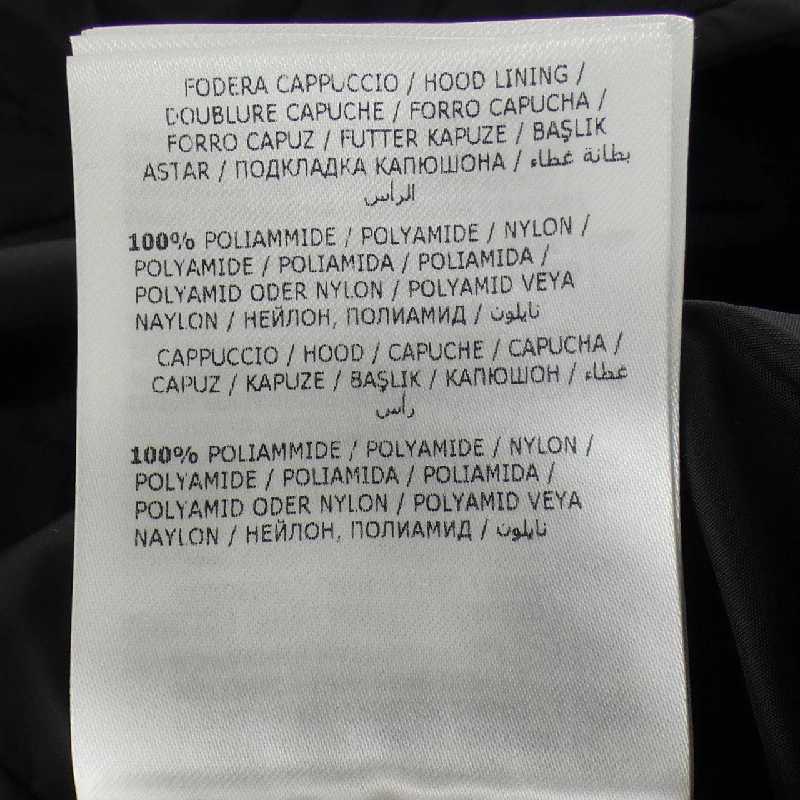 FODERA CAPPUCCIO / HOOD LINING /
DOUBLURE CAPUCHE / FORRO CAPUCHA /
FORRO CAPUZ / FUTTER KAPUZE / BAŞLIK
ASTAR / ПОДКЛАДКА КАПЮШОНА / بطانة غطاء
الرأس
100% POLIAMMIDE / POLYAMIDE / NYLON /
POLYAMIDE / POLIAMIDA / POLIAMIDA /
POLYAMID ODER NYLON / POLYAMID VEYA
NAYLON / НЕЙЛОН, ПОЛИАМИД / نايلون
CAPPUCCIO / HOOD / CAPUCHE / CAPUCHA /
CAPUZ / KAPUZE / BAŞLIK / КАПЮШОН / غطاء
رأس
100% POLIAMMIDE / POLYAMIDE / NYLON /
POLYAMIDE / POLIAMIDA / POLIAMIDA /
POLYAMID ODER NYLON / POLYAMID VEYA
NAYLON / НЕЙЛОН, ПОЛИАМИД / نايلون